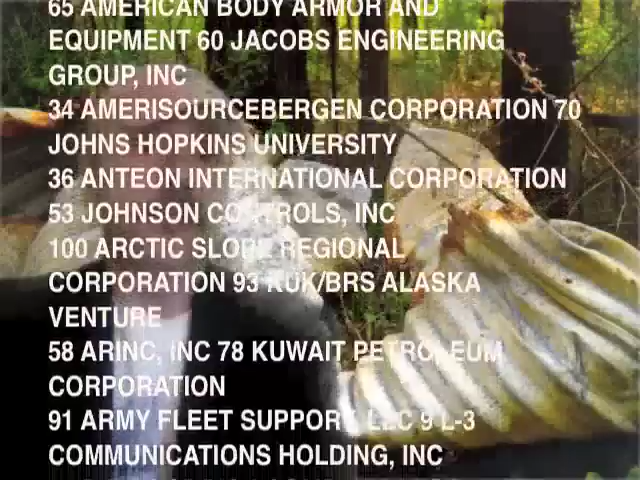 65 AMERICAN BODY ARMOR AND
EQUIPMENT 60 JACOBS ENGINEERING
GROUP, INC
34 AMERISOURCEBERGEN CORPORATION 70
JOHNS HOPKINS UNIVERSITY
36 ANTEON INTERNATIONAL CORPORATION
53 JOHNSON CONTROLS, INC
100 ARCTIC SLOPE REGIONAL
CORPORATION 93 KUK/BRS ALASKA
VENTURE
58 ARINC, INC 78 KUWAIT PETROLEUM
CORPORATION
91 ARMY FLEET SUPPORT, LLC 9 L-3
COMMUNICATIONS HOLDING, INC